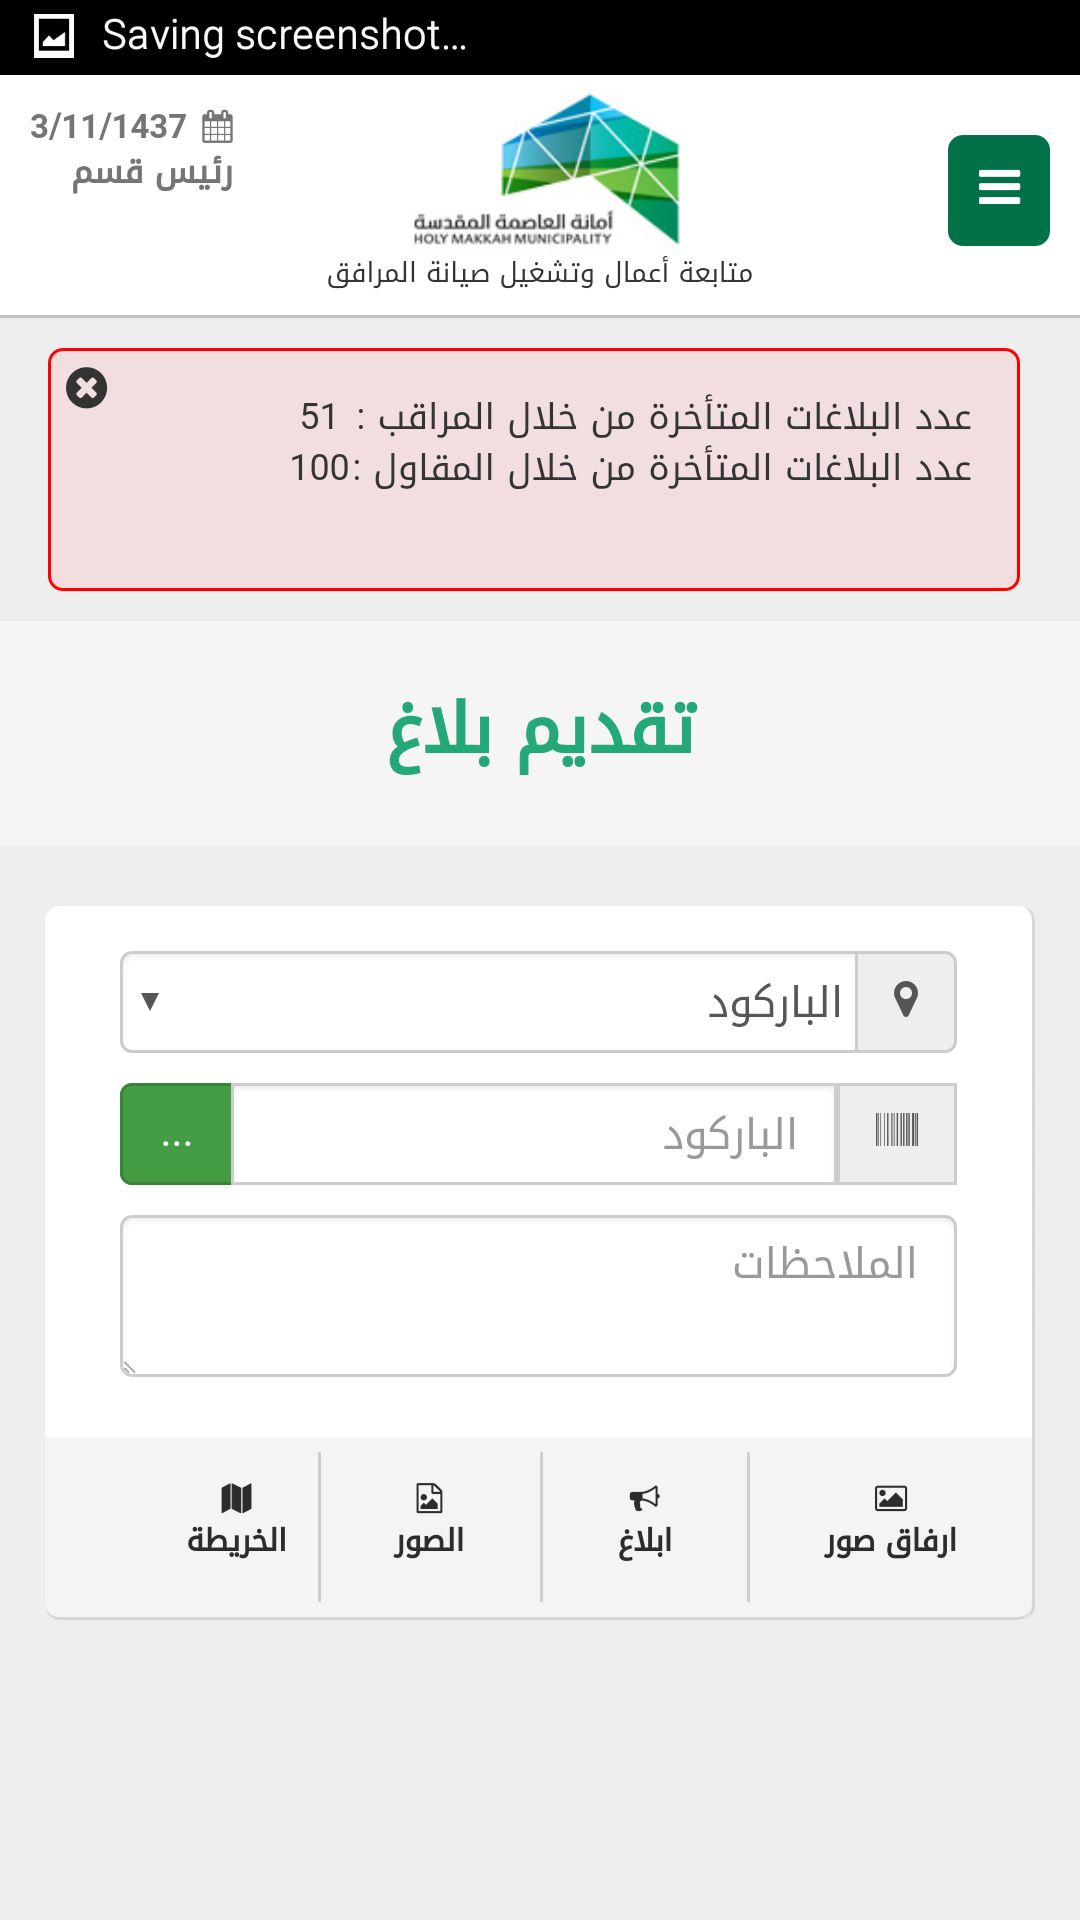 Saving screenshot...
3/11/1437
رئيس قسم
أمانة العاصمة المقدسة
HOLY MAKKAH MUNICIPALITY
متابعة أعمال وتشغيل صيانة المرافق
عدد البلاغات المتأخرة من خلال المراقب : 51
عدد البلاغات المتأخرة من خلال المقاول :100
تقديم بلاغ
الباركود
الباركود
...
الملاحظات
ارفاق صور
ابلاغ
الصور
الخريطة